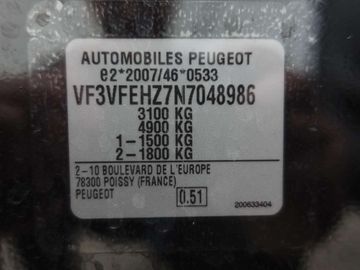 AUTOMOBILES PEUGEOT
e2*2007/46*0533
VF3VFEHZ7N7048986
3100 KG
4900 KG
1-1500 KG
2-1800 KG
2-10 BOULEVARD DE L'EUROPE
78300 POISSY (FRANCE)
PEUGEOT 0.51
200633404